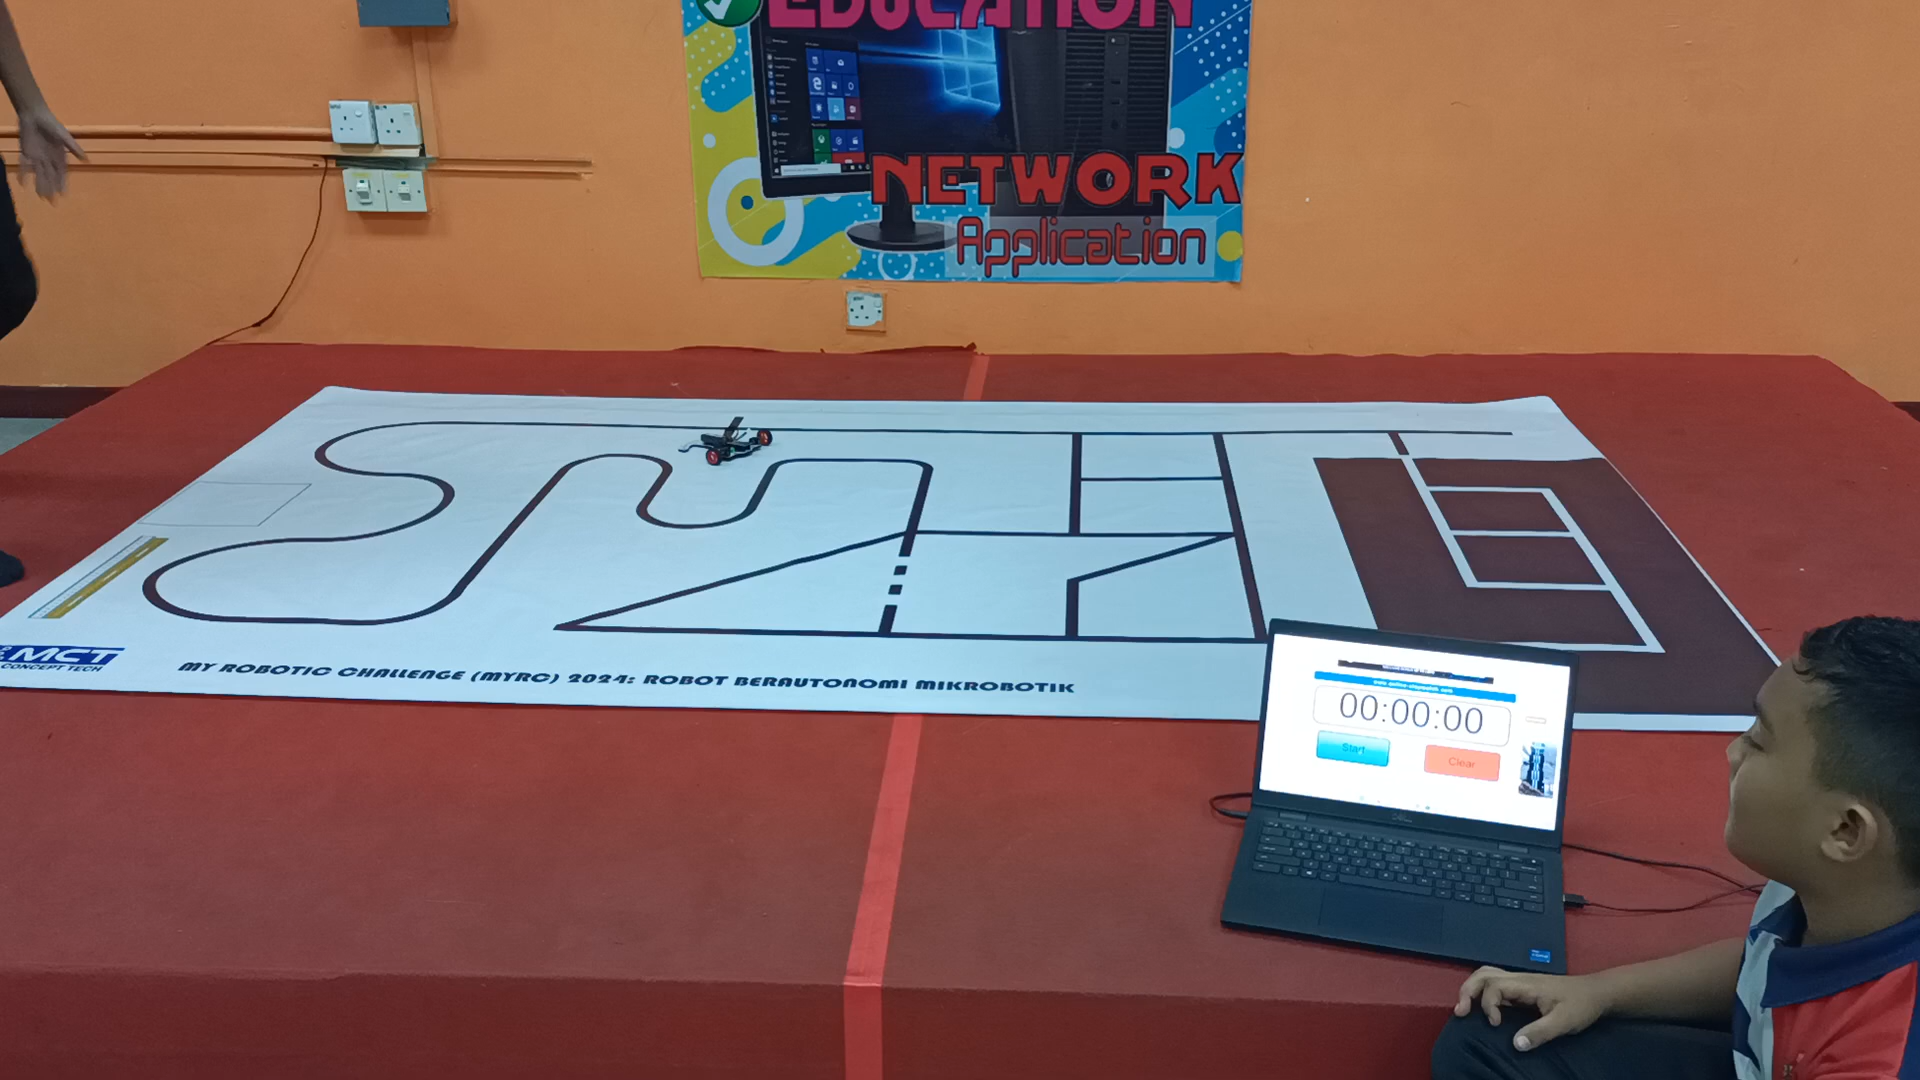 EDUCATION
NETWORK
Application
MCT
CONCEPT TECH
MY ROBOTIC CHALLENGE (MYRC) 2024: ROBOT BERAUTONOMI MIKROBOTIK
00:00:00
Start
Clear
DELL